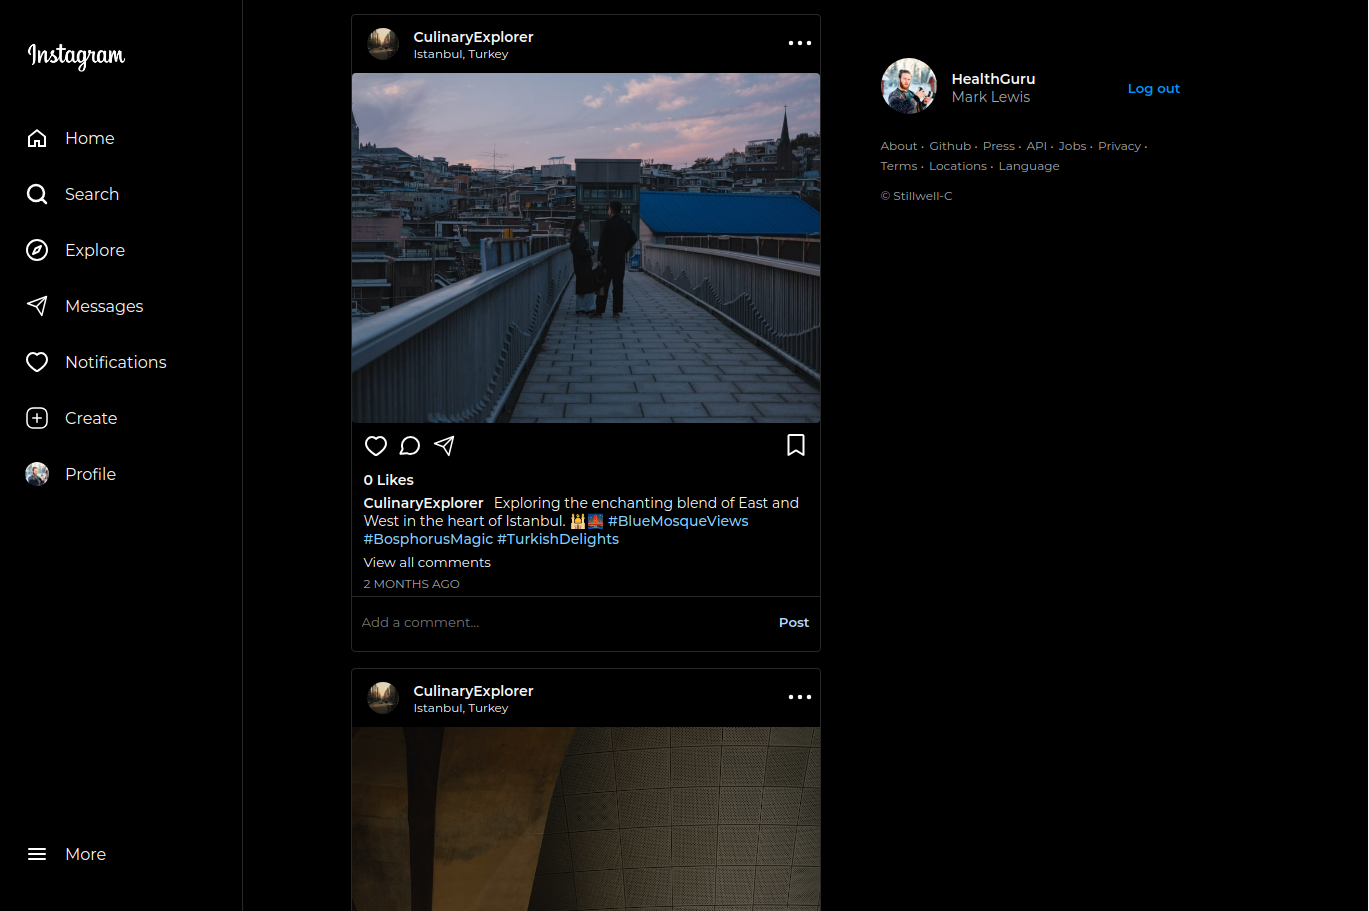 Instagram
Home
Search
Explore
Messages
Notifications
Create
Profile
More
CulinaryExplorer
Istanbul, Turkey
0 Likes
CulinaryExplorer Exploring the enchanting blend of East and
West in the heart of Istanbul. 🕌🌉 #BlueMosqueViews
#BosphorusMagic #TurkishDelights
View all comments
2 MONTHS AGO
Add a comment...
Post
CulinaryExplorer
Istanbul, Turkey
HealthGuru
Mark Lewis
Log out
About · Github · Press · API · Jobs · Privacy ·
Terms · Locations · Language
© Stillwell-C